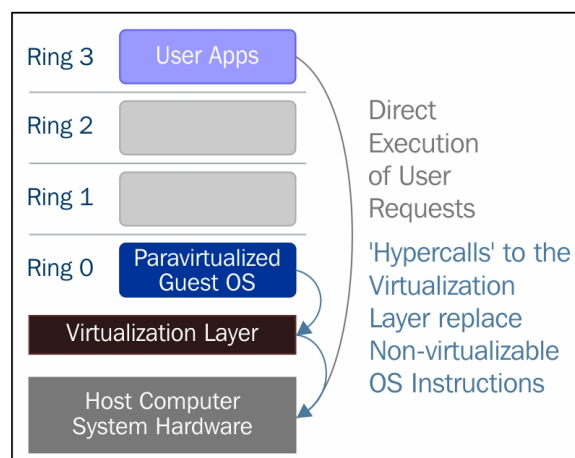 Ring 3
User Apps
Ring 2
Ring 1
Ring 0
Paravirtualized
Guest OS
Virtualization Layer
Host Computer
System Hardware
Direct
Execution
of User
Requests
'Hypercalls' to the
Virtualization
Layer replace
Non-virtualizable
OS Instructions